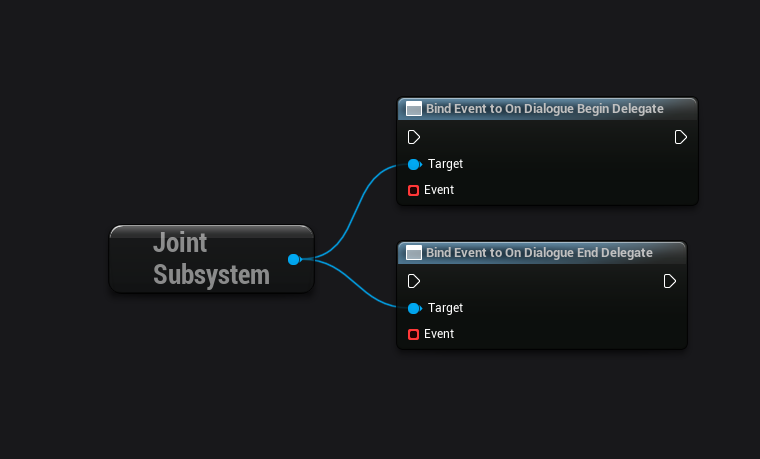 Bind Event to On Dialogue Begin Delegate
Target
Event
Joint
Subsystem
Bind Event to On Dialogue End Delegate
Target
Event